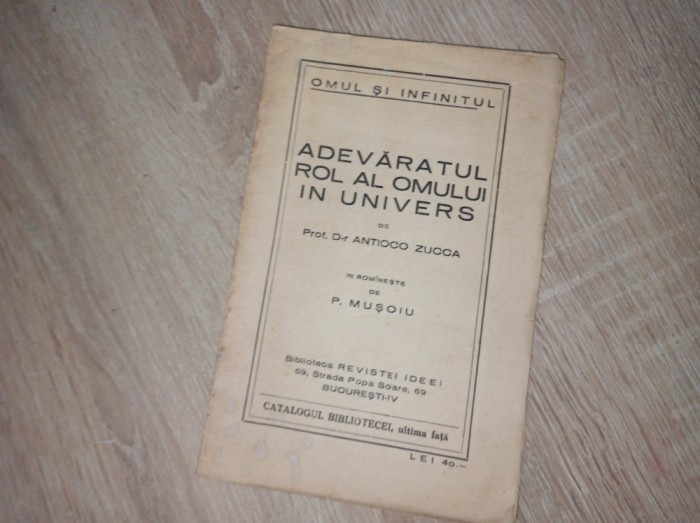 OMUL ȘI INFINITUL
ADEVĂRATUL
ROL AL OMULUI
IN UNIVERS
DE
Prof. D-r ANTIOCO ZUCCA
IN ROMÎNEȘTE
DE
P. MUȘOIU
Biblioteca REVISTEI IDEEI
69, Strada Popa Soare, 69
BUCUREȘTI-IV
CATALOGUL BIBLIOTECEI, ultima față
LEI 40.—